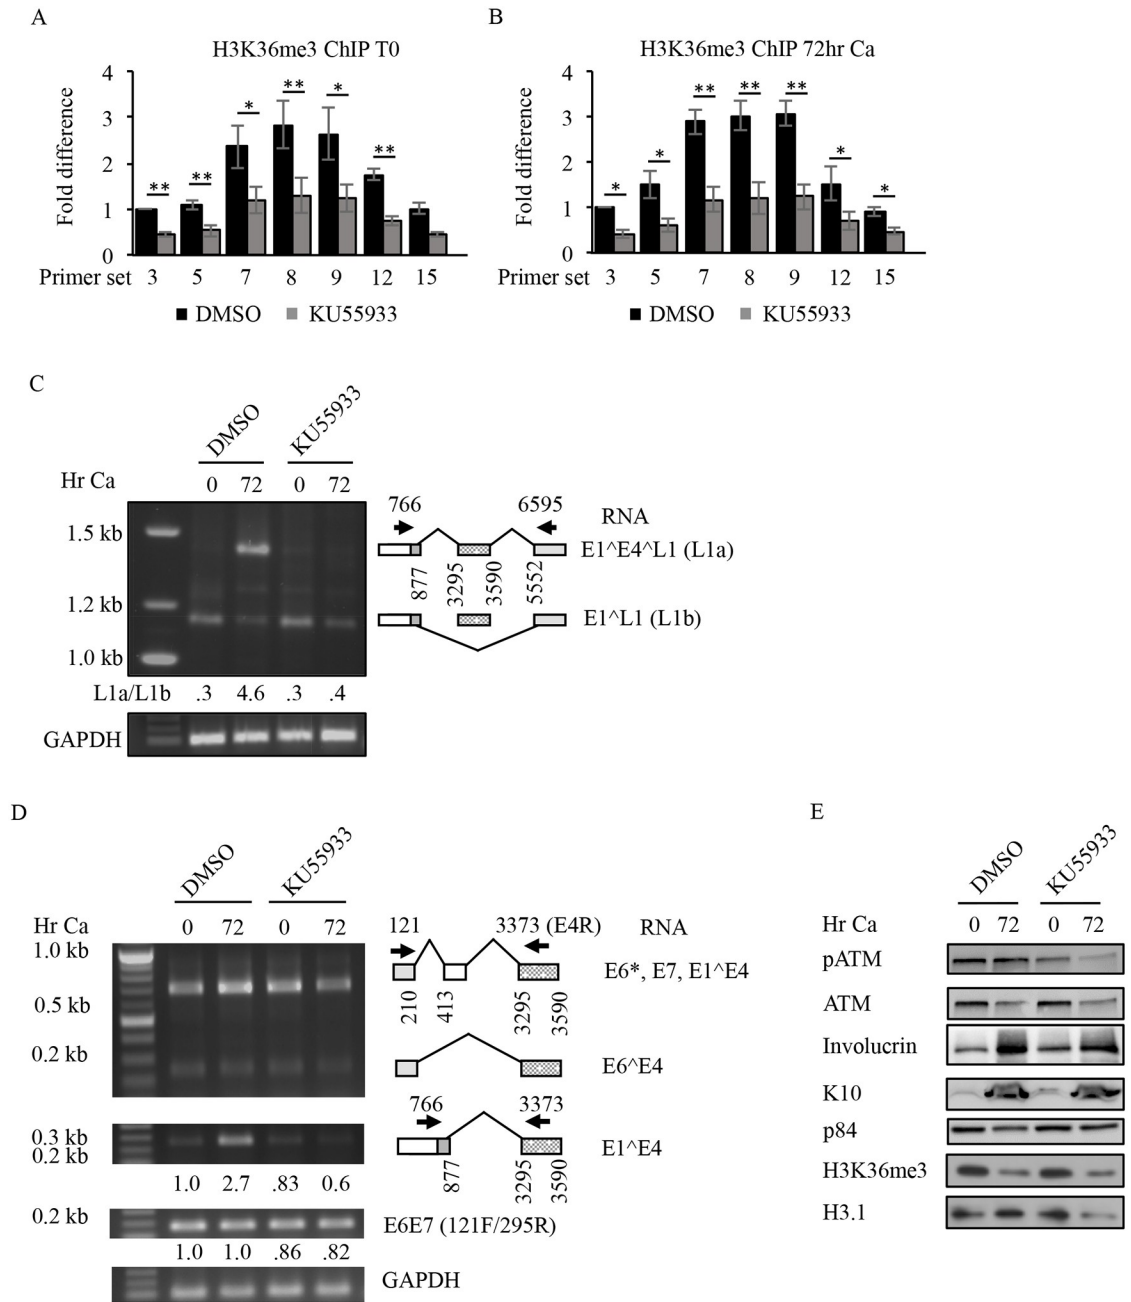 A
H3K36me3 ChIP T0
Fold difference
4
3
2
1
0
** ** * ** * **
Primer set 3 5 7 8 9 12 15
DMSO KU55933
B
H3K36me3 ChIP 72hr Ca
Fold difference
4
3
2
1
0
* * ** ** ** * *
Primer set 3 5 7 8 9 12 15
DMSO KU55933
C
DMSO KU55933
Hr Ca 0 72 0 72
1.5 kb
1.2 kb
1.0 kb
L1a/L1b .3 4.6 .3 .4
GAPDH
766 6595 RNA
E1^E4^L1 (L1a)
877 3295 3590 5552
E1^L1 (L1b)
D
DMSO KU55933
Hr Ca 0 72 0 72
1.0 kb
0.5 kb
0.2 kb
0.3 kb
0.2 kb
1.0 2.7 .83 0.6
0.2 kb
1.0 1.0 .86 .82
121 3373 (E4R) RNA
E6*, E7, E1^E4
210 413 3295 3590
E6^E4
766 3373
E1^E4
877 3295 3590
E6E7 (121F/295R)
GAPDH
E
DMSO KU55933
Hr Ca 0 72 0 72
pATM
ATM
Involucrin
K10
p84
H3K36me3
H3.1